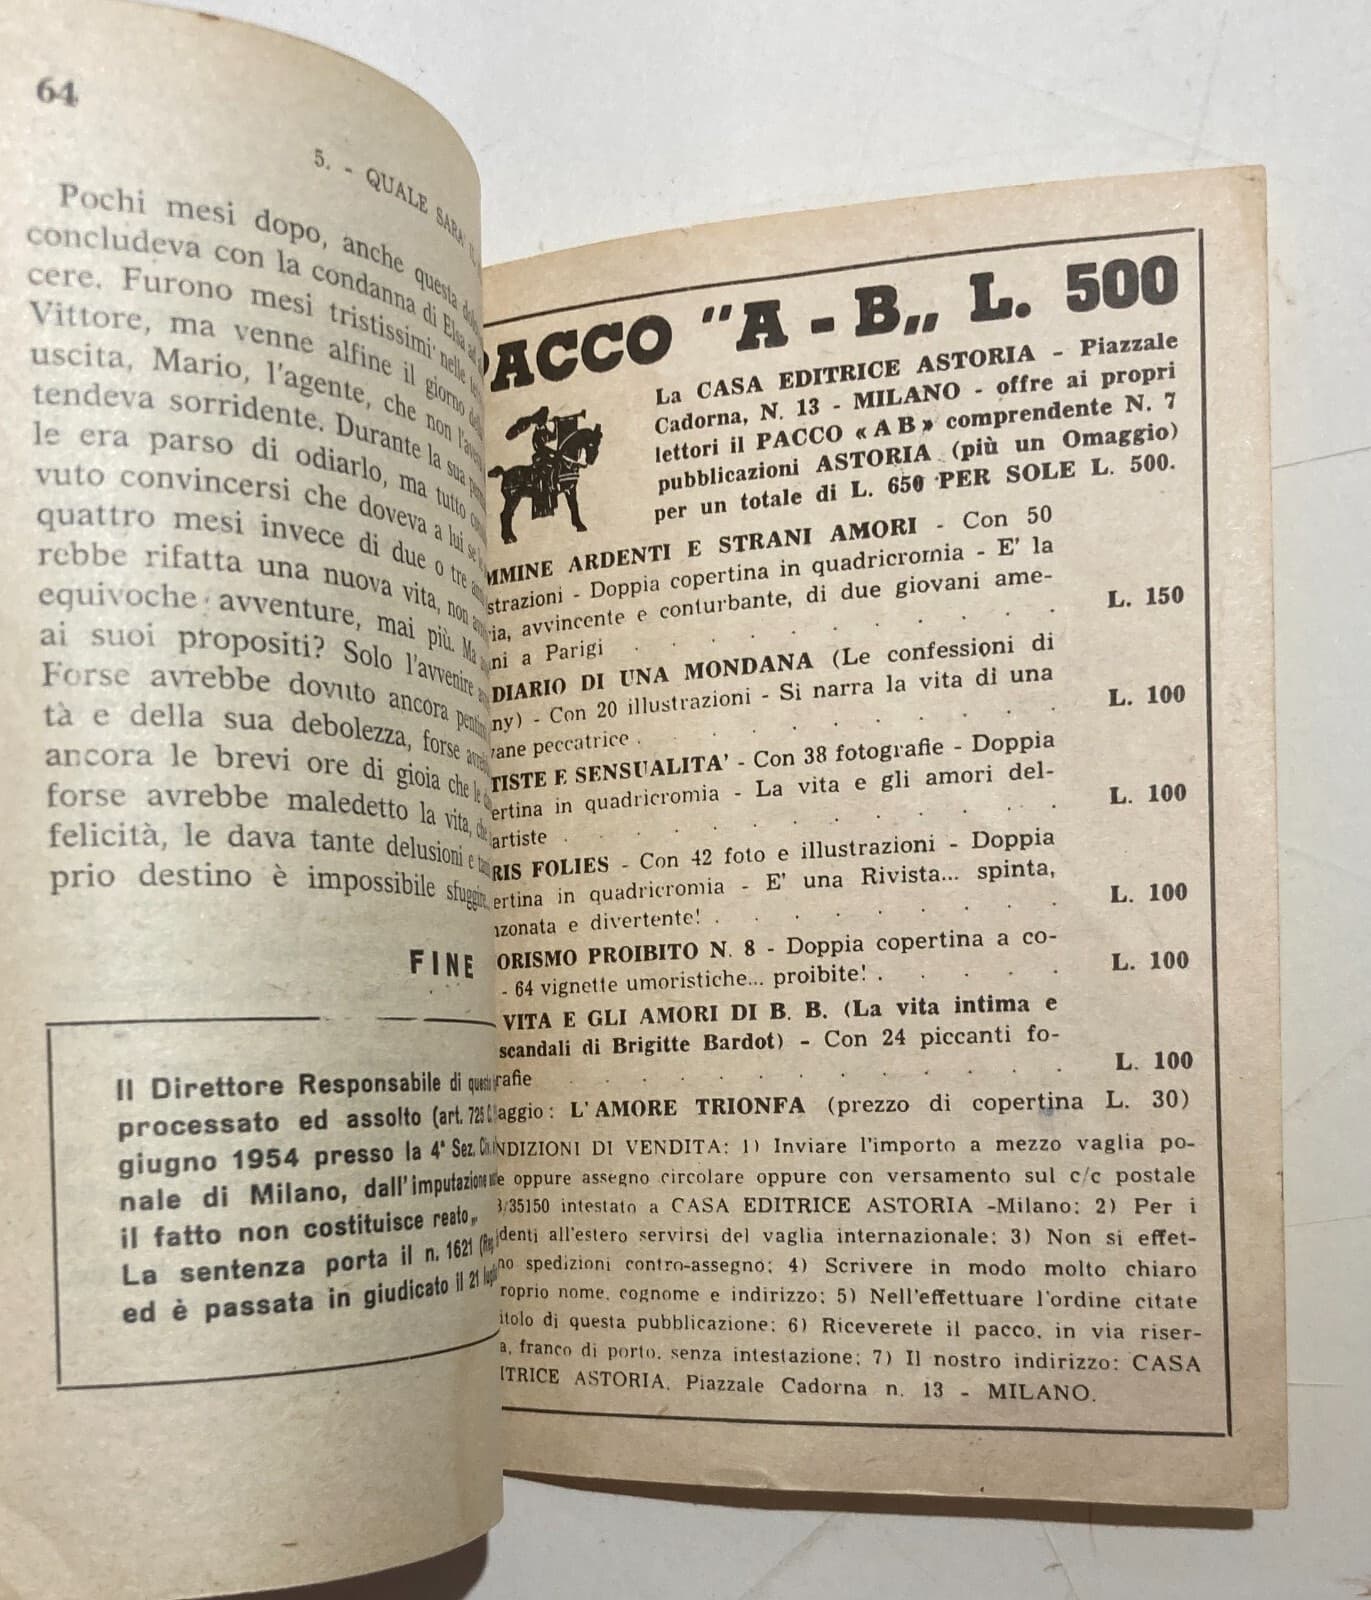 64
5. - QUALE SARA'
Pochi mesi dopo, anche questa
concludeva con la condanna di Elsa ad
cere. Furono mesi tristissimi nelle
Vittore, ma venne alfine il giorno
uscita, Mario, l'agente, che non
tendeva sorridente. Durante la sua
le era parso di odiarlo, ma tutto
vuto convincersi che doveva a lui se
quattro mesi invece di due o tre
rebbe rifatta una nuova vita, non
equivoche avventure, mai più. Ma
ai suoi propositi? Solo l'avvenire
Forse avrebbe dovuto ancora
tà e della sua debolezza, forse
ancora le brevi ore di gioia che le
forse avrebbe maledetto la vita, che
felicità, le dava tante delusioni e
prio destino è impossibile sfuggire.
FINE
Il Direttore Responsabile di
processato ed assolto (art. 725
giugno 1954 presso la 4ª Sez.
nale di Milano, dall'imputazione
il fatto non costituisce reato„
La sentenza porta il n. 1621
ed è passata in giudicato il 21
PACCO "A - B„ L. 500
La CASA EDITRICE ASTORIA - Piazzale
Cadorna, N. 13 - MILANO - offre ai propri
lettori il PACCO « A B » comprendente N. 7
pubblicazioni ASTORIA (più un Omaggio)
per un totale di L. 650 PER SOLE L. 500.
MMINE ARDENTI E STRANI AMORI - Con 50
strazioni - Doppia copertina in quadricromia - E' la
ria, avvincente e conturbante, di due giovani ame-
ni a Parigi . . . . . . . . L. 150
DIARIO DI UNA MONDANA (Le confessioni di
ny) - Con 20 illustrazioni - Si narra la vita di una
vane peccatrice . . . . . . . L. 100
TISTE E SENSUALITA' - Con 38 fotografie - Doppia
ertina in quadricromia - La vita e gli amori del-
artiste . . . . . . . . . L. 100
RIS FOLIES - Con 42 foto e illustrazioni - Doppia
ertina in quadricromia - E' una Rivista... spinta,
nzonata e divertente! . . . . . . L. 100
ORISMO PROIBITO N. 8 - Doppia copertina a co-
- 64 vignette umoristiche... proibite! . . . . L. 100
VITA E GLI AMORI DI B. B. (La vita intima e
scandali di Brigitte Bardot) - Con 24 piccanti fo-
rafie . . . . . . . . . L. 100
aggio: L'AMORE TRIONFA (prezzo di copertina L. 30)
NDIZIONI DI VENDITA: 1) Inviare l'importo a mezzo vaglia po-
e oppure assegno circolare oppure con versamento sul c/c postale
3/35150 intestato a CASA EDITRICE ASTORIA -Milano; 2) Per i
identi all'estero servirsi del vaglia internazionale; 3) Non si effet-
no spedizioni contro-assegno; 4) Scrivere in modo molto chiaro
roprio nome, cognome e indirizzo; 5) Nell'effettuare l'ordine citate
itolo di questa pubblicazione; 6) Riceverete il pacco, in via riser-
a, franco di porto, senza intestazione; 7) Il nostro indirizzo: CASA
ITRICE ASTORIA, Piazzale Cadorna n. 13 - MILANO.